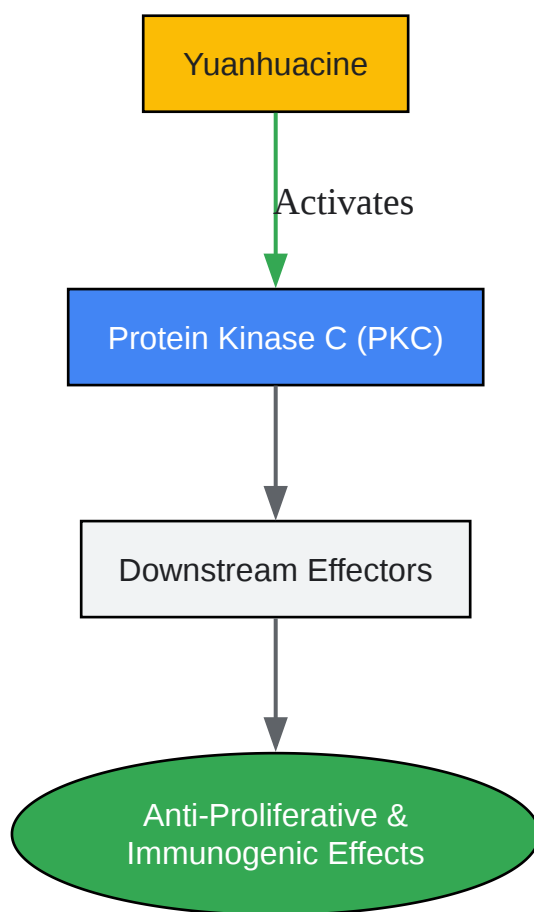 Yuanhuacine
Activates
Protein Kinase C (PKC)
Downstream Effectors
Anti-Proliferative &
Immunogenic Effects